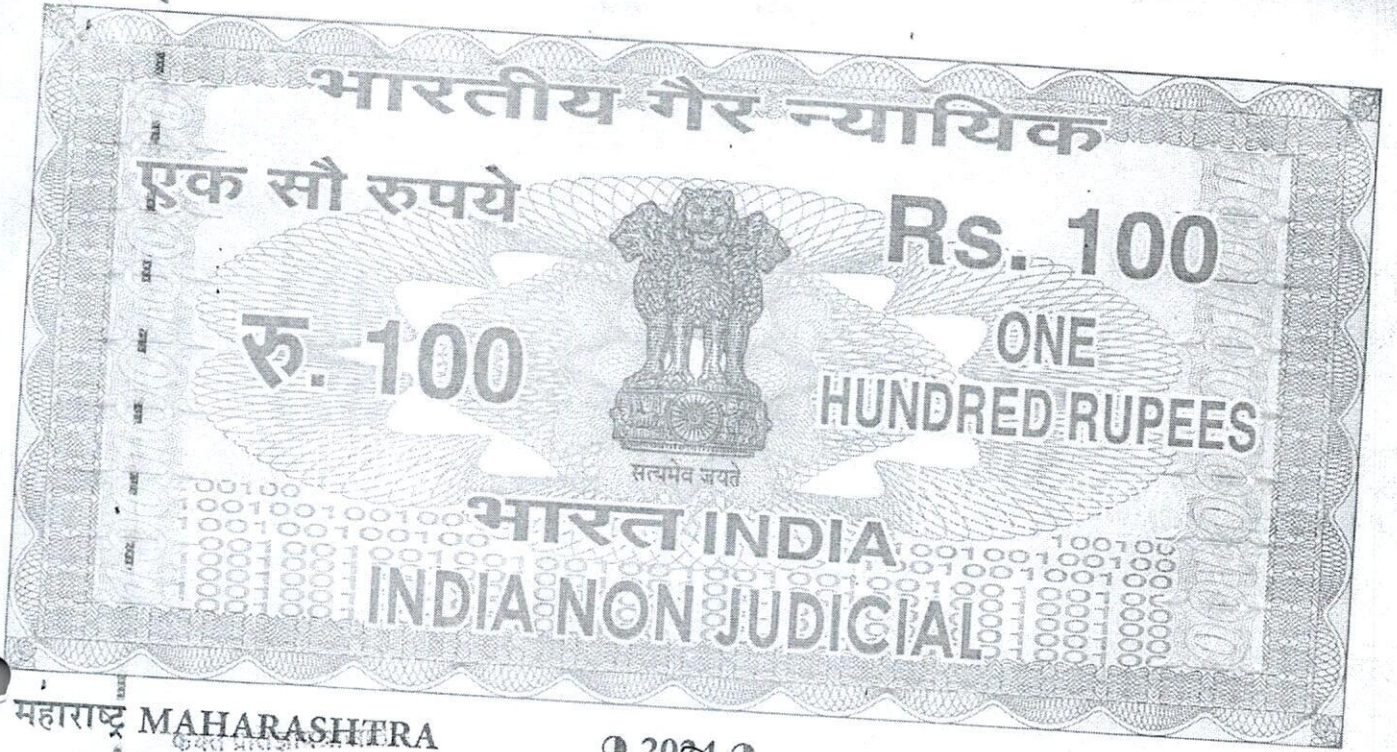 भारतीय गैर न्यायिक
एक सौ रुपये
Rs. 100
रु. 100
ONE
HUNDRED RUPEES
सत्यमेव जयते
भारत INDIA
INDIA NON JUDICIAL
महाराष्ट्र MAHARASHTRA